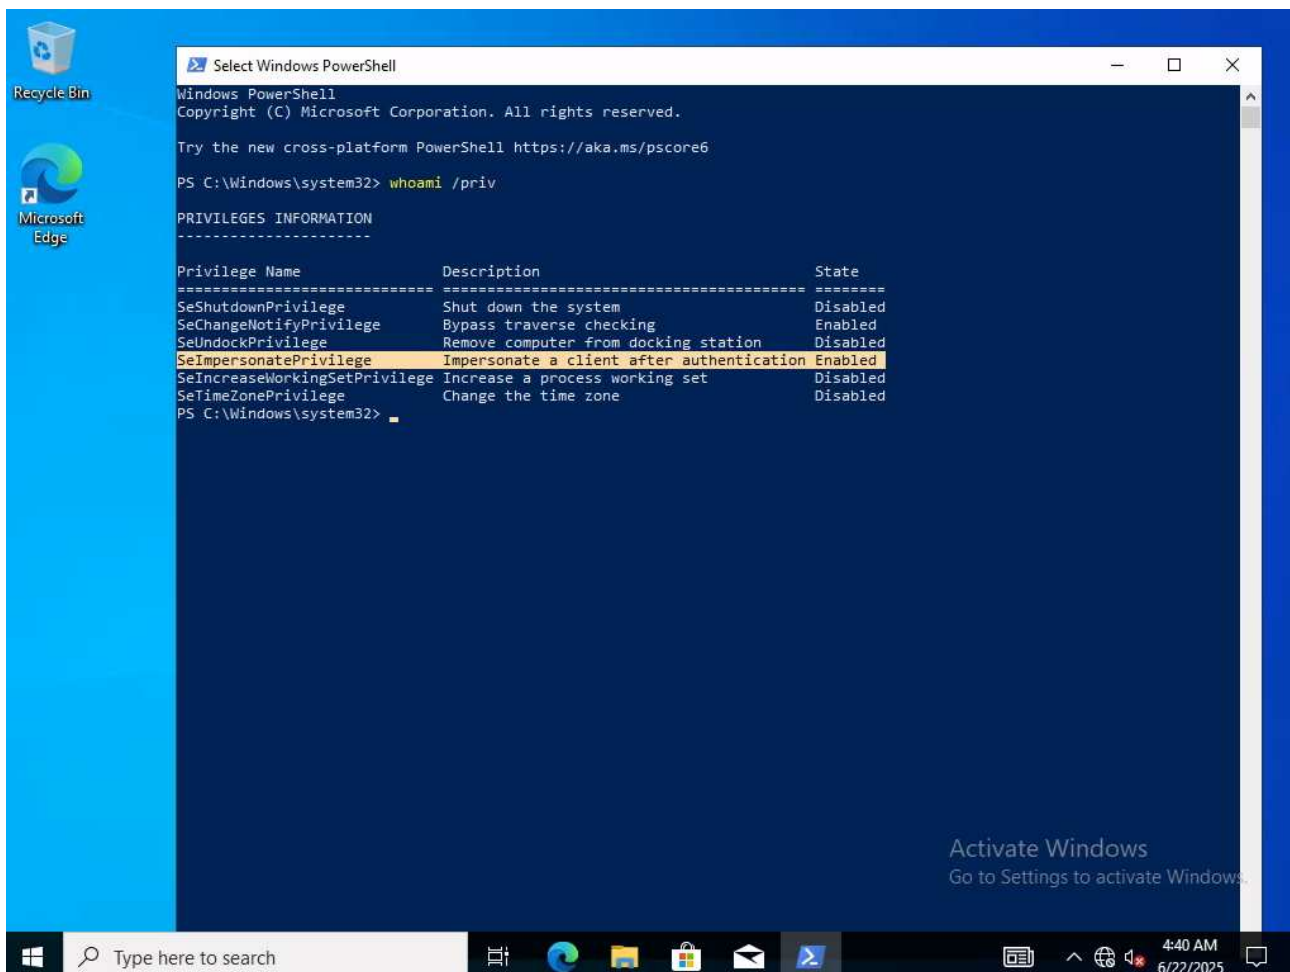 Recycle Bin
Microsoft
Edge
Select Windows PowerShell
Windows PowerShell
Copyright (C) Microsoft Corporation. All rights reserved.
Try the new cross-platform PowerShell https://aka.ms/pscore6
PS C:\Windows\system32> whoami /priv
PRIVILEGES INFORMATION
----------------------
Privilege Name Description State
============================= ========================================= ========
SeShutdownPrivilege Shut down the system Disabled
SeChangeNotifyPrivilege Bypass traverse checking Enabled
SeUndockPrivilege Remove computer from docking station Disabled
SeImpersonatePrivilege Impersonate a client after authentication Enabled
SeIncreaseWorkingSetPrivilege Increase a process working set Disabled
SeTimeZonePrivilege Change the time zone Disabled
PS C:\Windows\system32>
Activate Windows
Go to Settings to activate Windows.
Type here to search
4:40 AM
6/22/2025